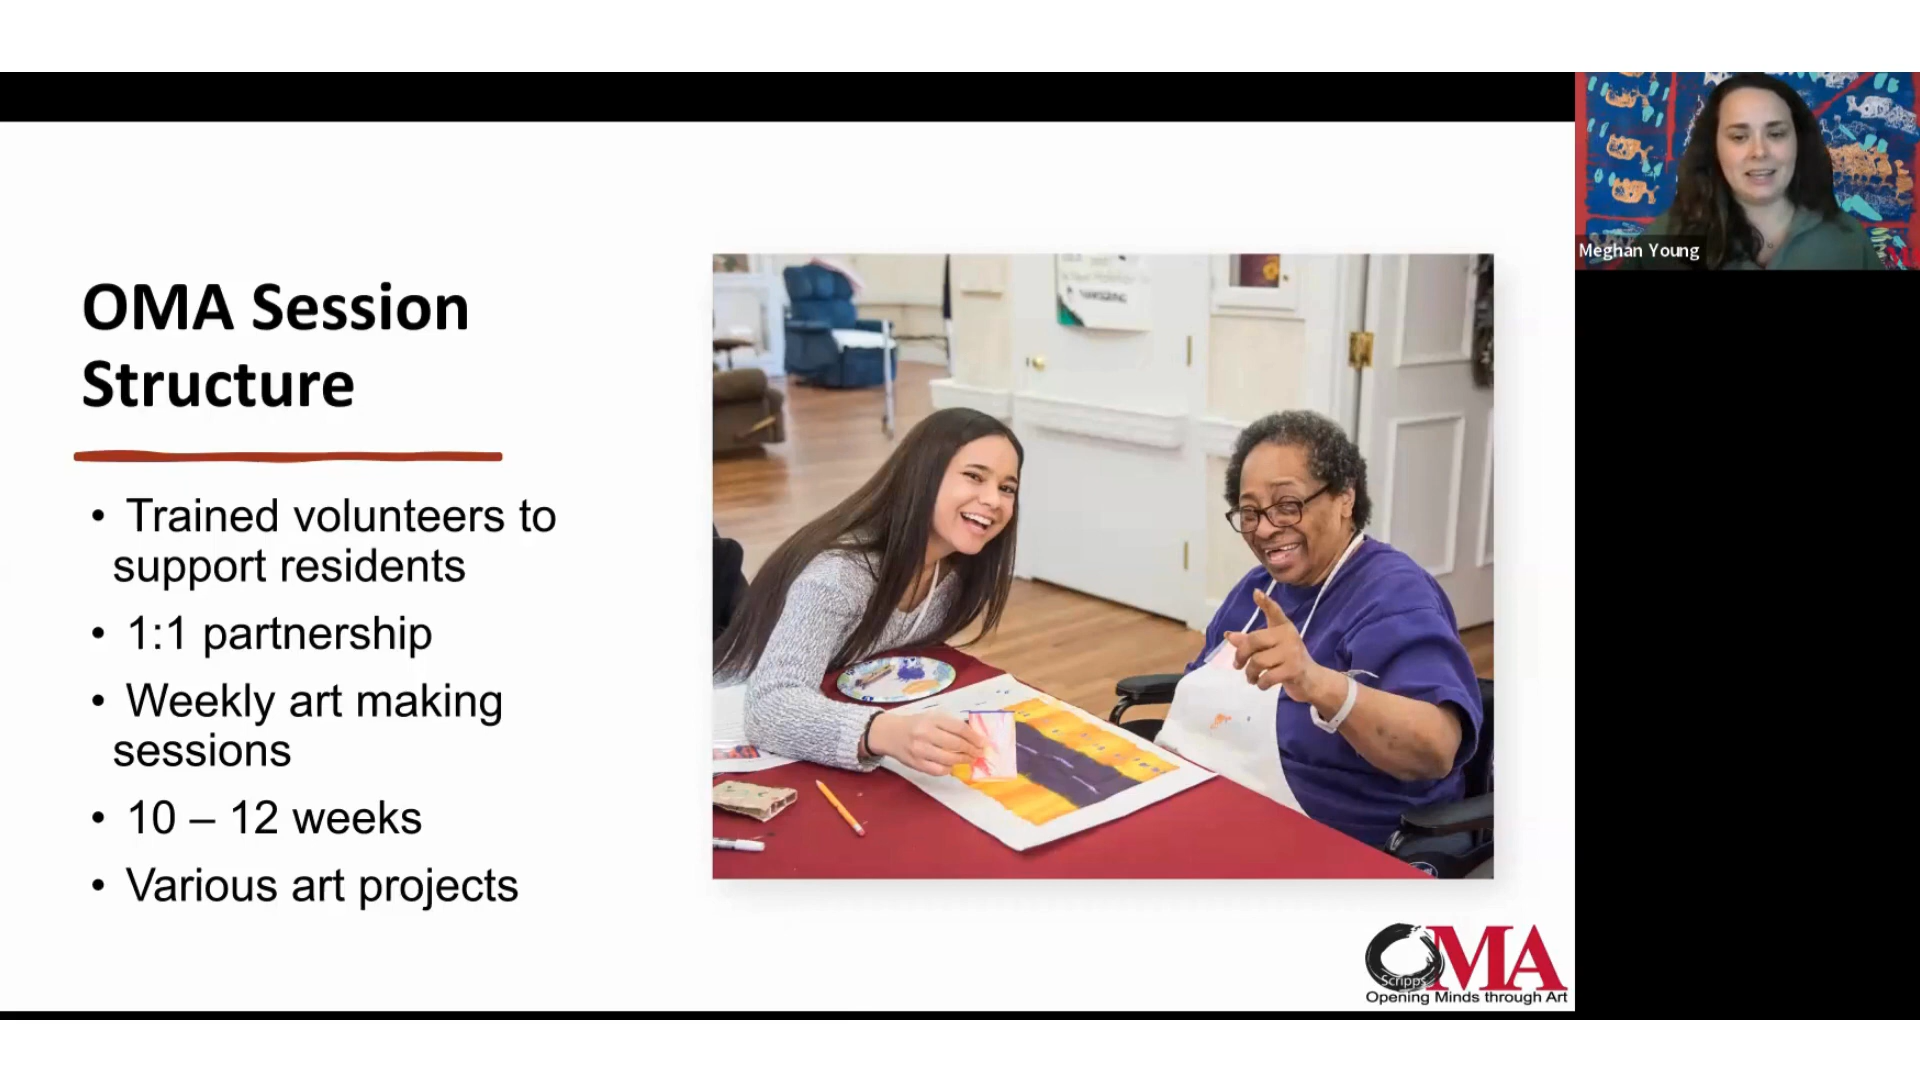 Meghan Young
OMA Session
Structure
• Trained volunteers to
support residents
• 1:1 partnership
• Weekly art making
sessions
• 10 – 12 weeks
• Various art projects
THANKSGIVING
OMA
Scripps
Opening Minds through Art